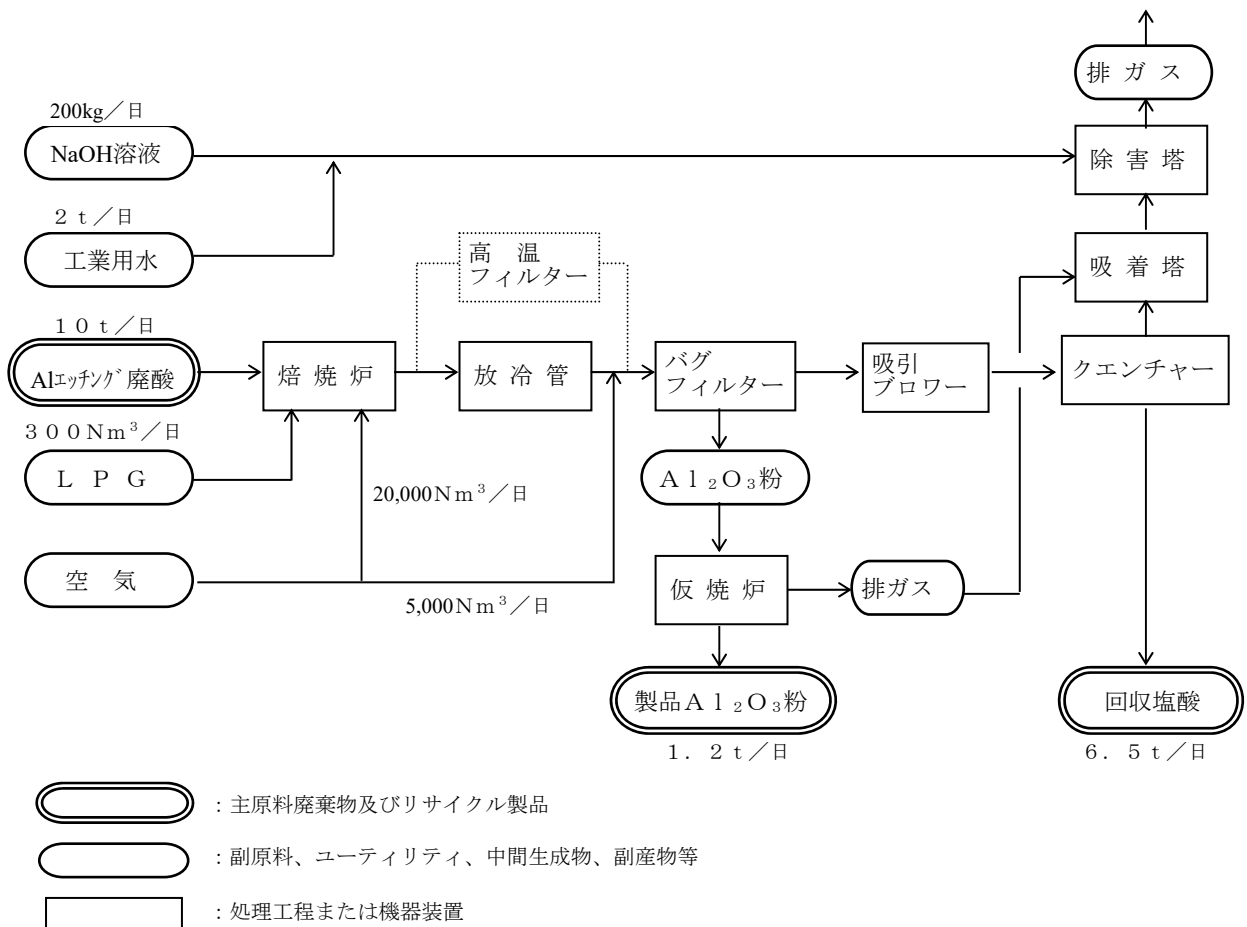 排 ガ ス
200kg／日
NaOH溶液
除 害 塔
２ｔ／日
工業用水
高　温
フィルター
吸 着 塔
１０ｔ／日
Alｴｯﾁﾝｸﾞ廃酸
焙 焼 炉
放 冷 管
バグ
フィルター
吸引
ブロワー
クエンチャー
３００Ｎｍ³／日
Ｌ Ｐ Ｇ
Ａｌ₂Ｏ₃粉
20,000Ｎｍ³／日
空　気
仮 焼 炉
排ガス
5,000Ｎｍ³／日
製品Ａｌ₂Ｏ₃粉
回収塩酸
１．２ｔ／日
６．５ｔ／日
：主原料廃棄物及びリサイクル製品
：副原料、ユーティリティ、中間生成物、副産物等
：処理工程または機器装置